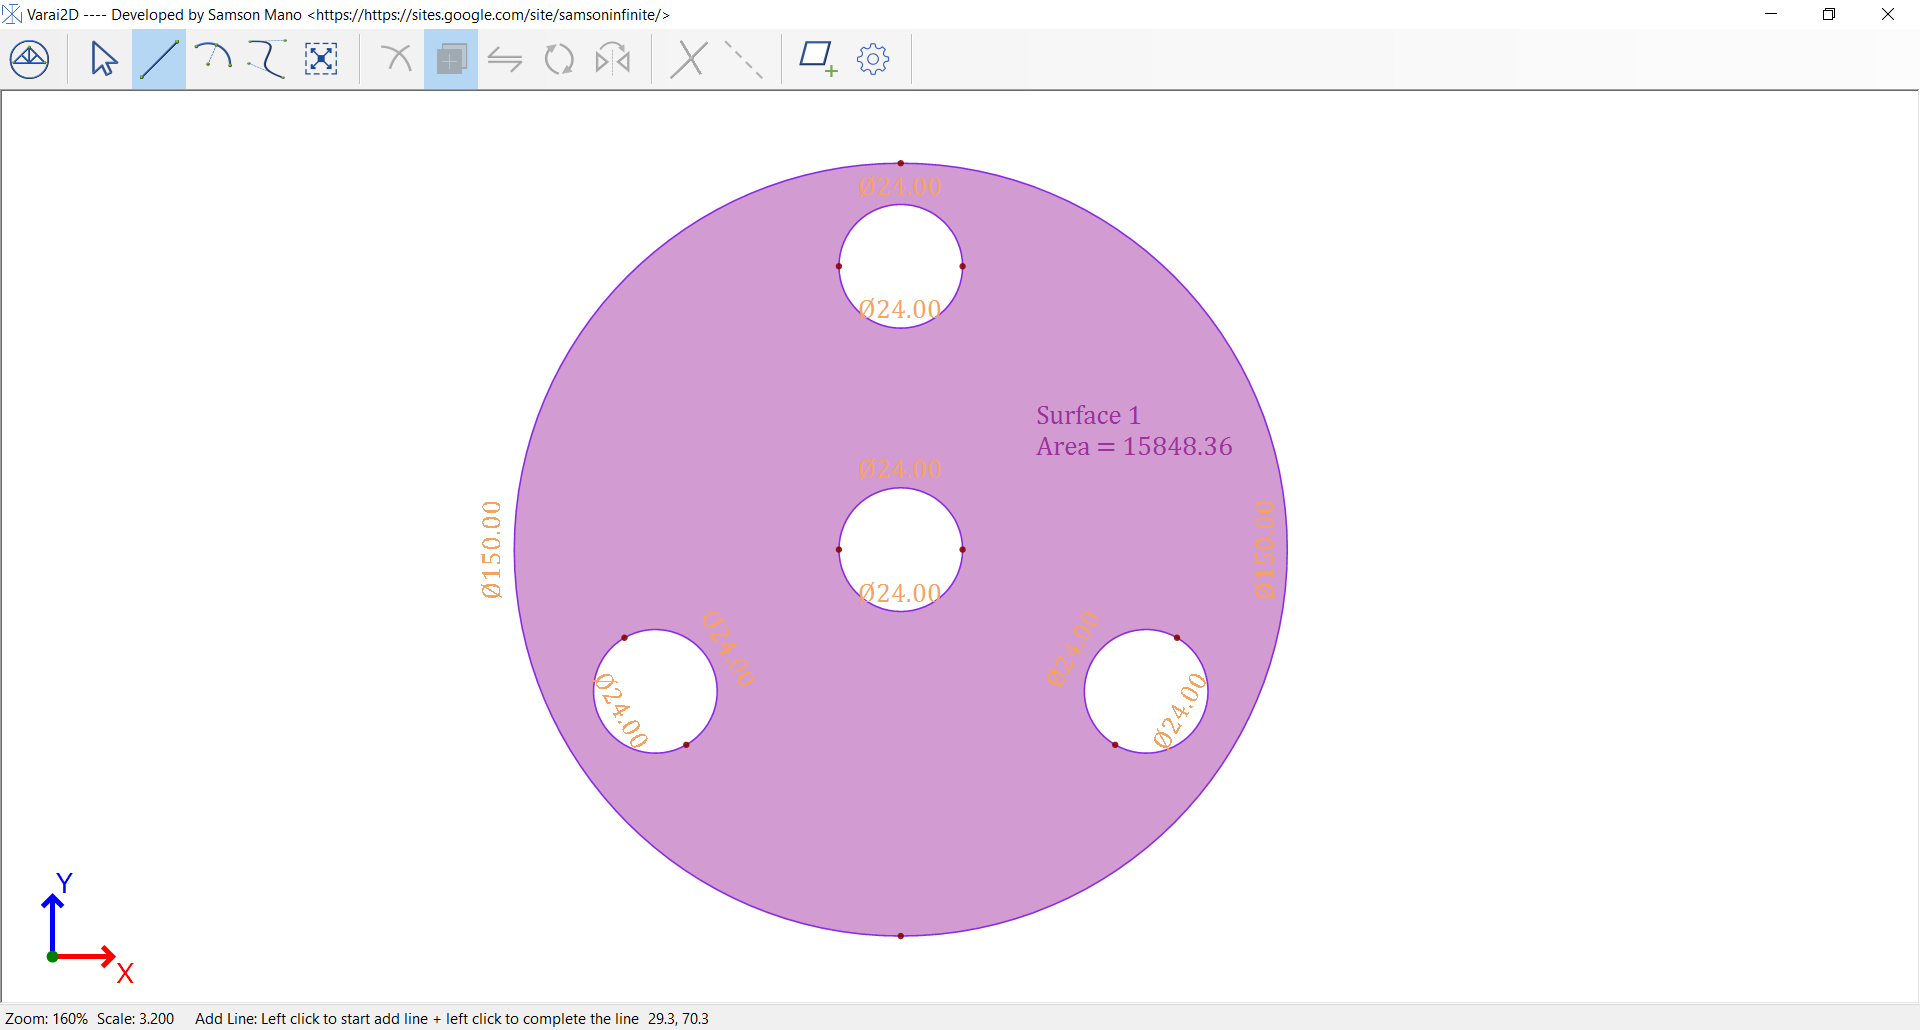 Varai2D ---- Developed by Samson Mano <https://https://sites.google.com/site/samsoninfinite/>
Ø24.00
Ø24.00
Surface 1
Area = 15848.36
Ø24.00
Ø150.00
Ø150.00
Ø24.00
Ø24.00
Ø24.00
Ø24.00
Ø24.00
Y
X
Zoom: 160% Scale: 3.200 Add Line: Left click to start add line + left click to complete the line 29.3, 70.3